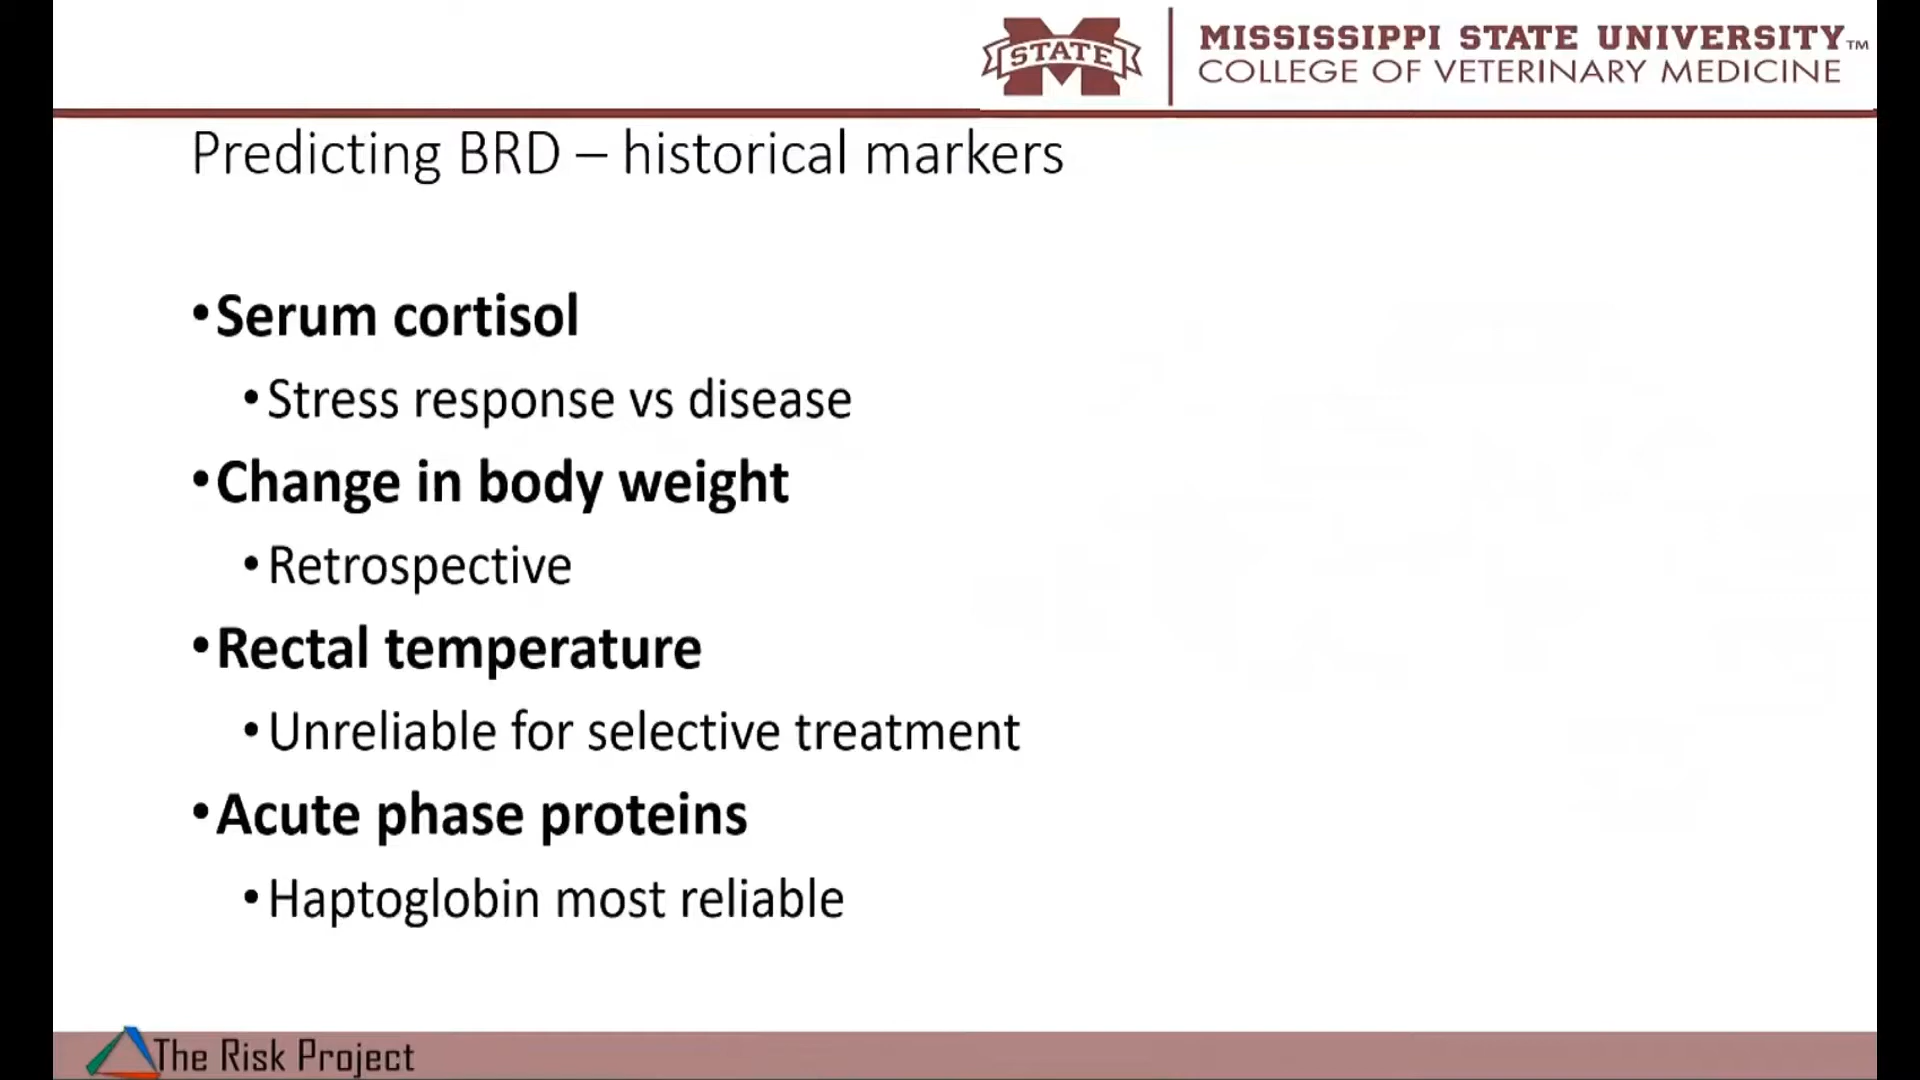 STATE
MISSISSIPPI STATE UNIVERSITY™
COLLEGE OF VETERINARY MEDICINE
Predicting BRD – historical markers
•Serum cortisol
•Stress response vs disease
•Change in body weight
•Retrospective
•Rectal temperature
•Unreliable for selective treatment
•Acute phase proteins
•Haptoglobin most reliable
The Risk Project